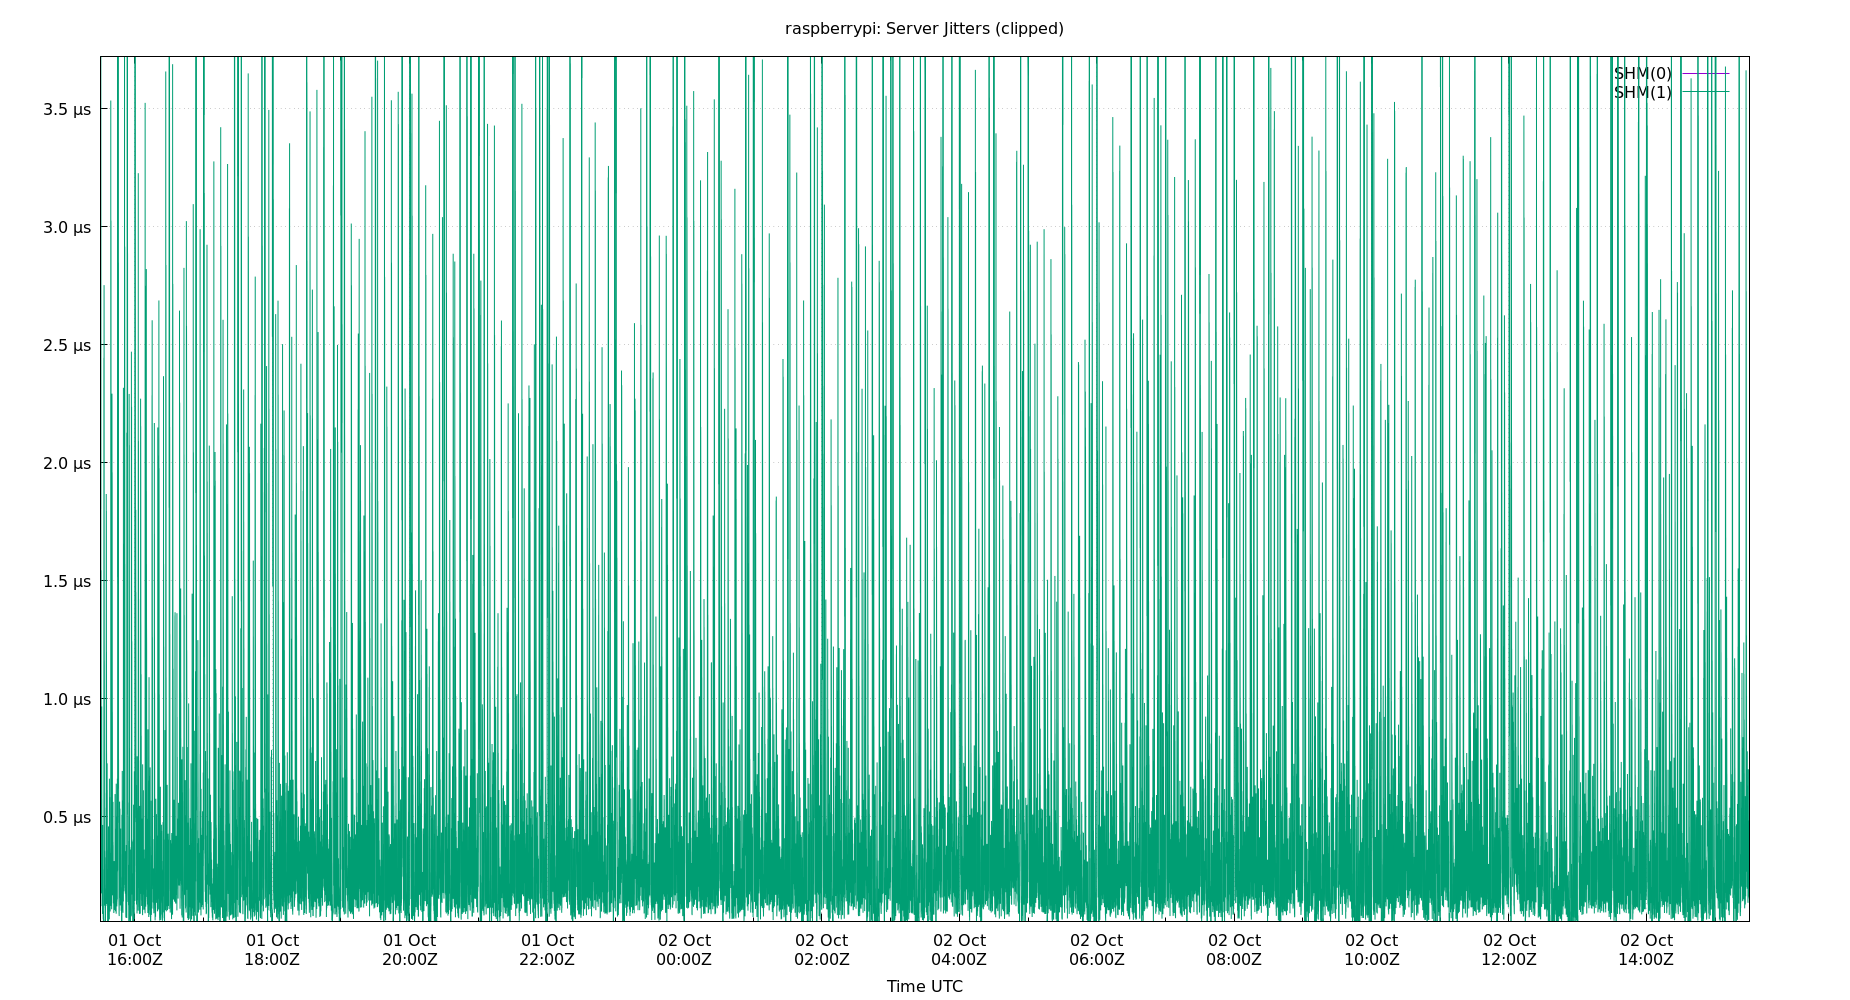 raspberrypi: Server Jitters (clipped)
SHM(0)
SHM(1)
3.5 µs
3.0 µs
2.5 µs
2.0 µs
1.5 µs
1.0 µs
0.5 µs
01 Oct 01 Oct 01 Oct 01 Oct 02 Oct 02 Oct 02 Oct 02 Oct 02 Oct 02 Oct 02 Oct 02 Oct
16:00Z 18:00Z 20:00Z 22:00Z 00:00Z 02:00Z 04:00Z 06:00Z 08:00Z 10:00Z 12:00Z 14:00Z
Time UTC